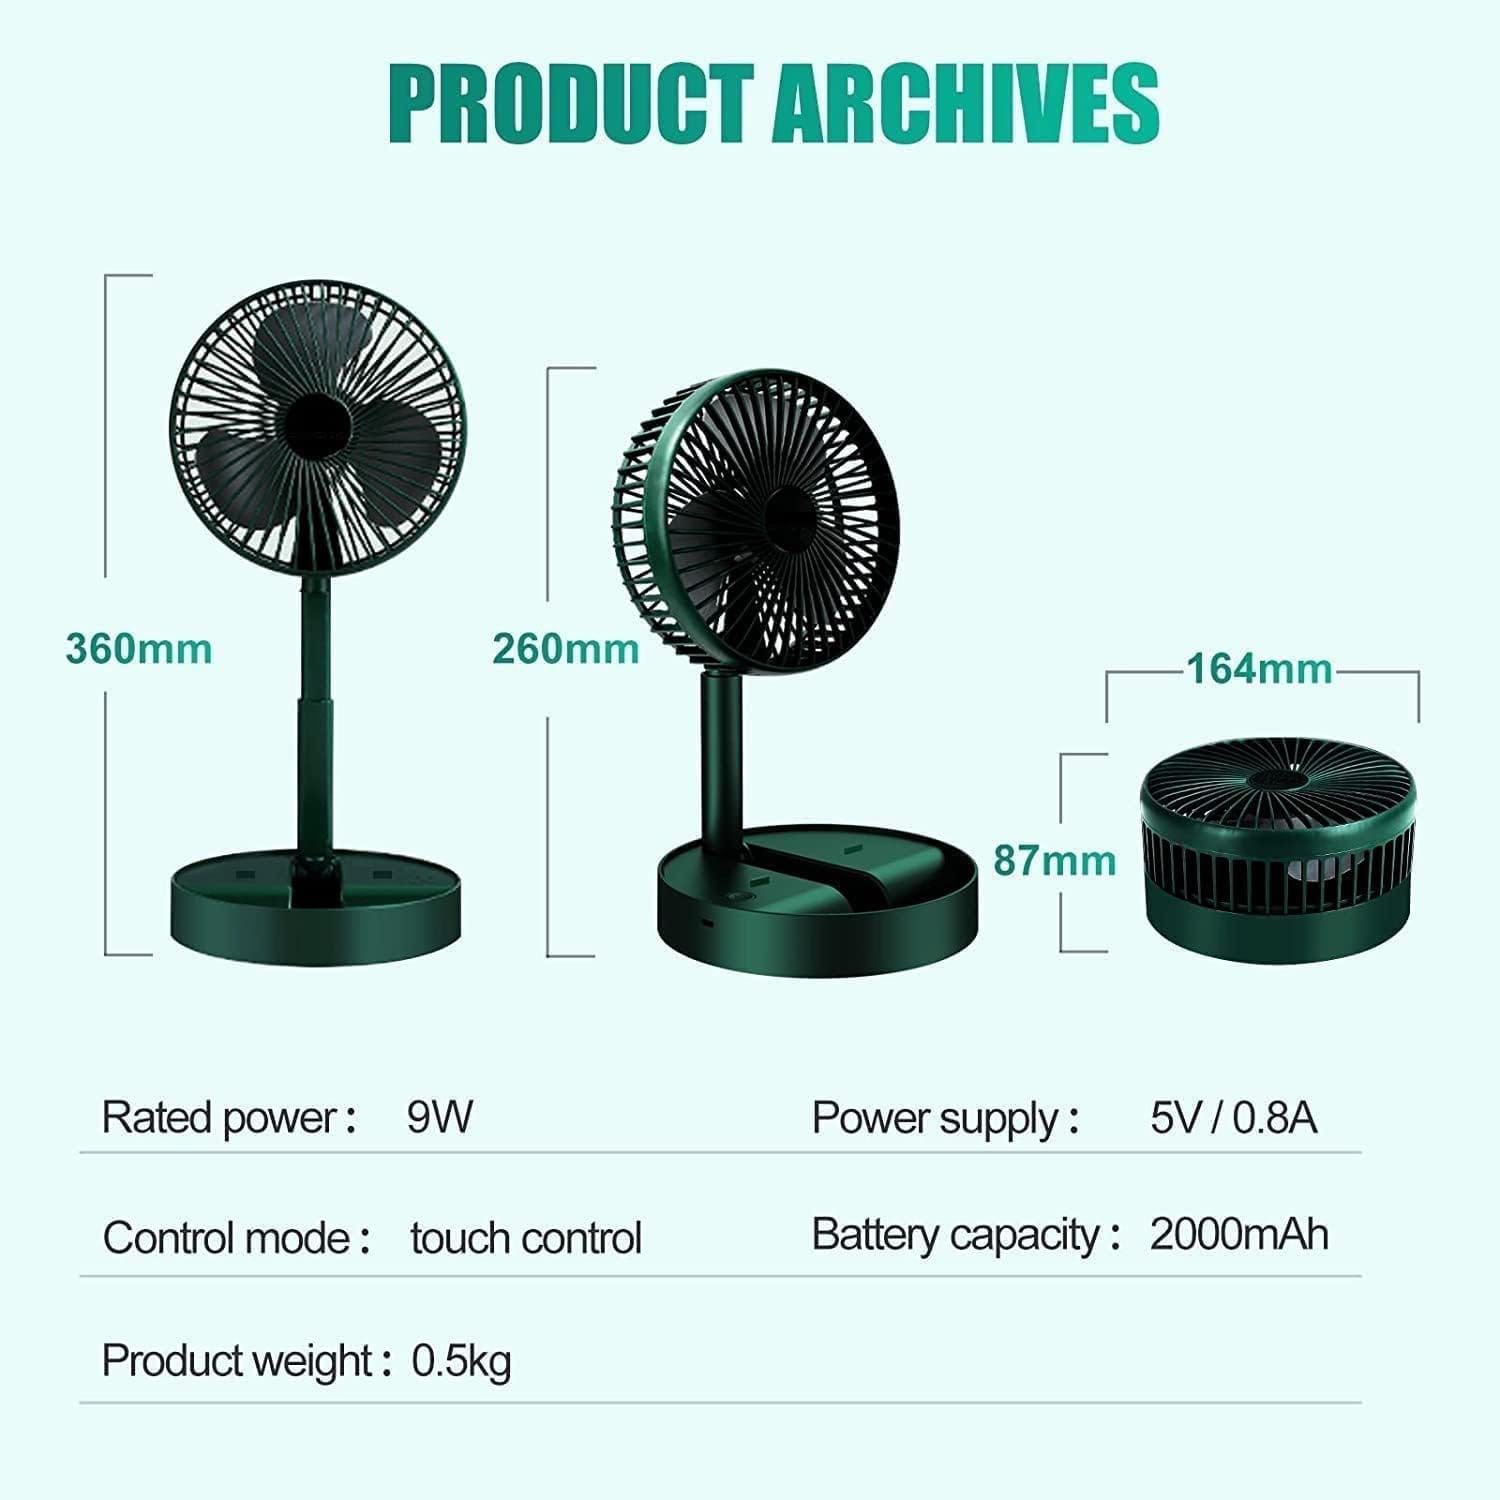 PRODUCT ARCHIVES
360mm
260mm
164mm
87mm
Rated power : 9W
Power supply : 5V / 0.8A
Control mode : touch control
Battery capacity : 2000mAh
Product weight : 0.5kg